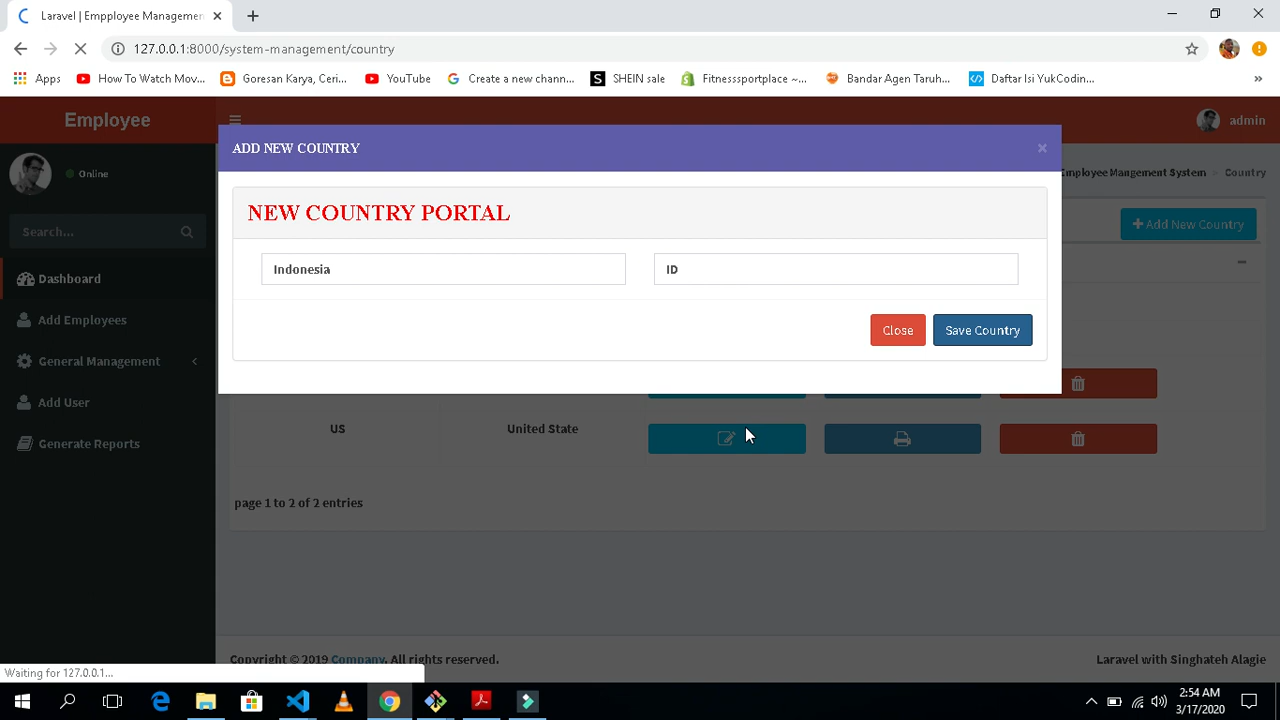 Laravel | Empployee Managemen
127.0.0.1:8000/system-management/country
Apps
How To Watch Mov...
Goresan Karya, Ceri...
YouTube
Create a new chann...
S
SHEIN sale
Fitnesssportplace ~...
Bandar Agen Taruh...
Daftar Isi YukCodin...
»
Employee
admin
ADD NEW COUNTRY
×
Online
Employee Mangement System > Country
NEW COUNTRY PORTAL
Search...
Add New Country
Indonesia
ID
Dashboard
Add Employees
Close
Save Country
General Management
Add User
US
United State
Generate Reports
page 1 to 2 of 2 entries
Copyright © 2019 Company. All rights reserved.
Laravel with Singhateh Alagie
Waiting for 127.0.0.1...
2:54 AM
3/17/2020